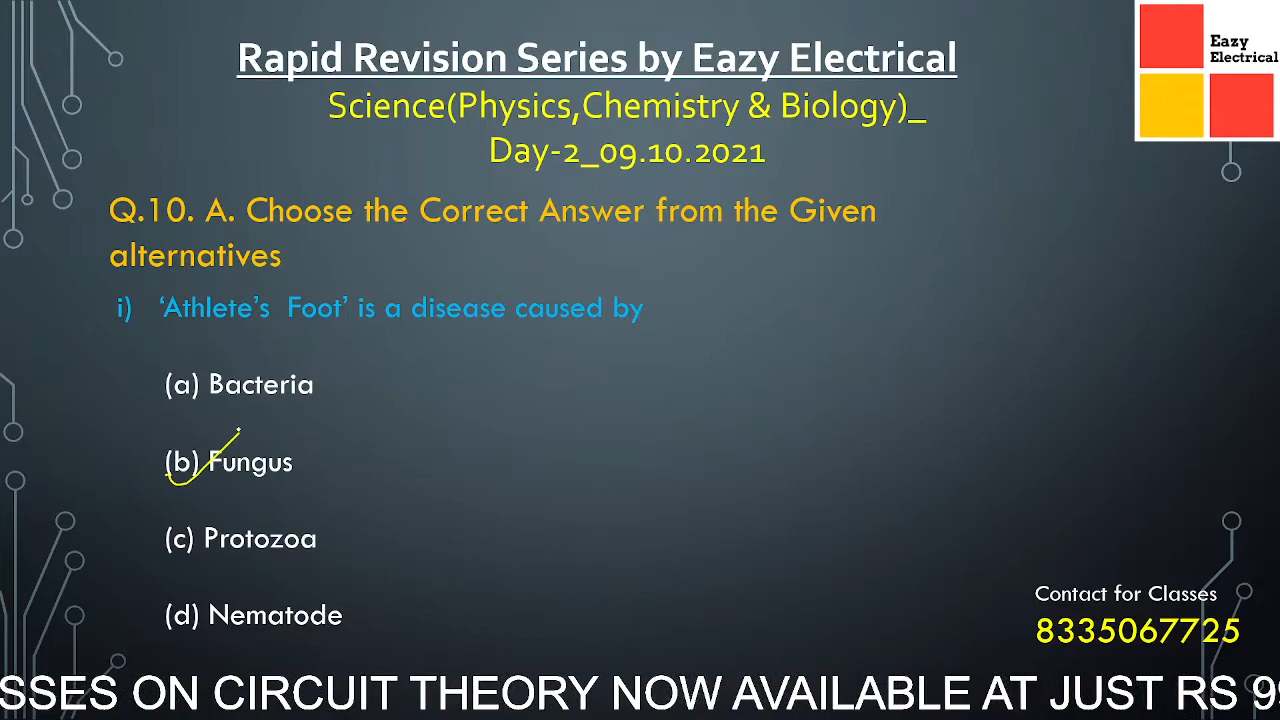 Rapid Revision Series by Eazy Electrical
Eazy
Electrical
Science(Physics,Chemistry & Biology)_
Day-2_09.10.2021
Q.10. A. Choose the Correct Answer from the Given
alternatives
i) ‘Athlete’s Foot’ is a disease caused by
(a) Bacteria
(b) Fungus
(c) Protozoa
(d) Nematode
Contact for Classes
8335067725
SSES ON CIRCUIT THEORY NOW AVAILABLE AT JUST RS